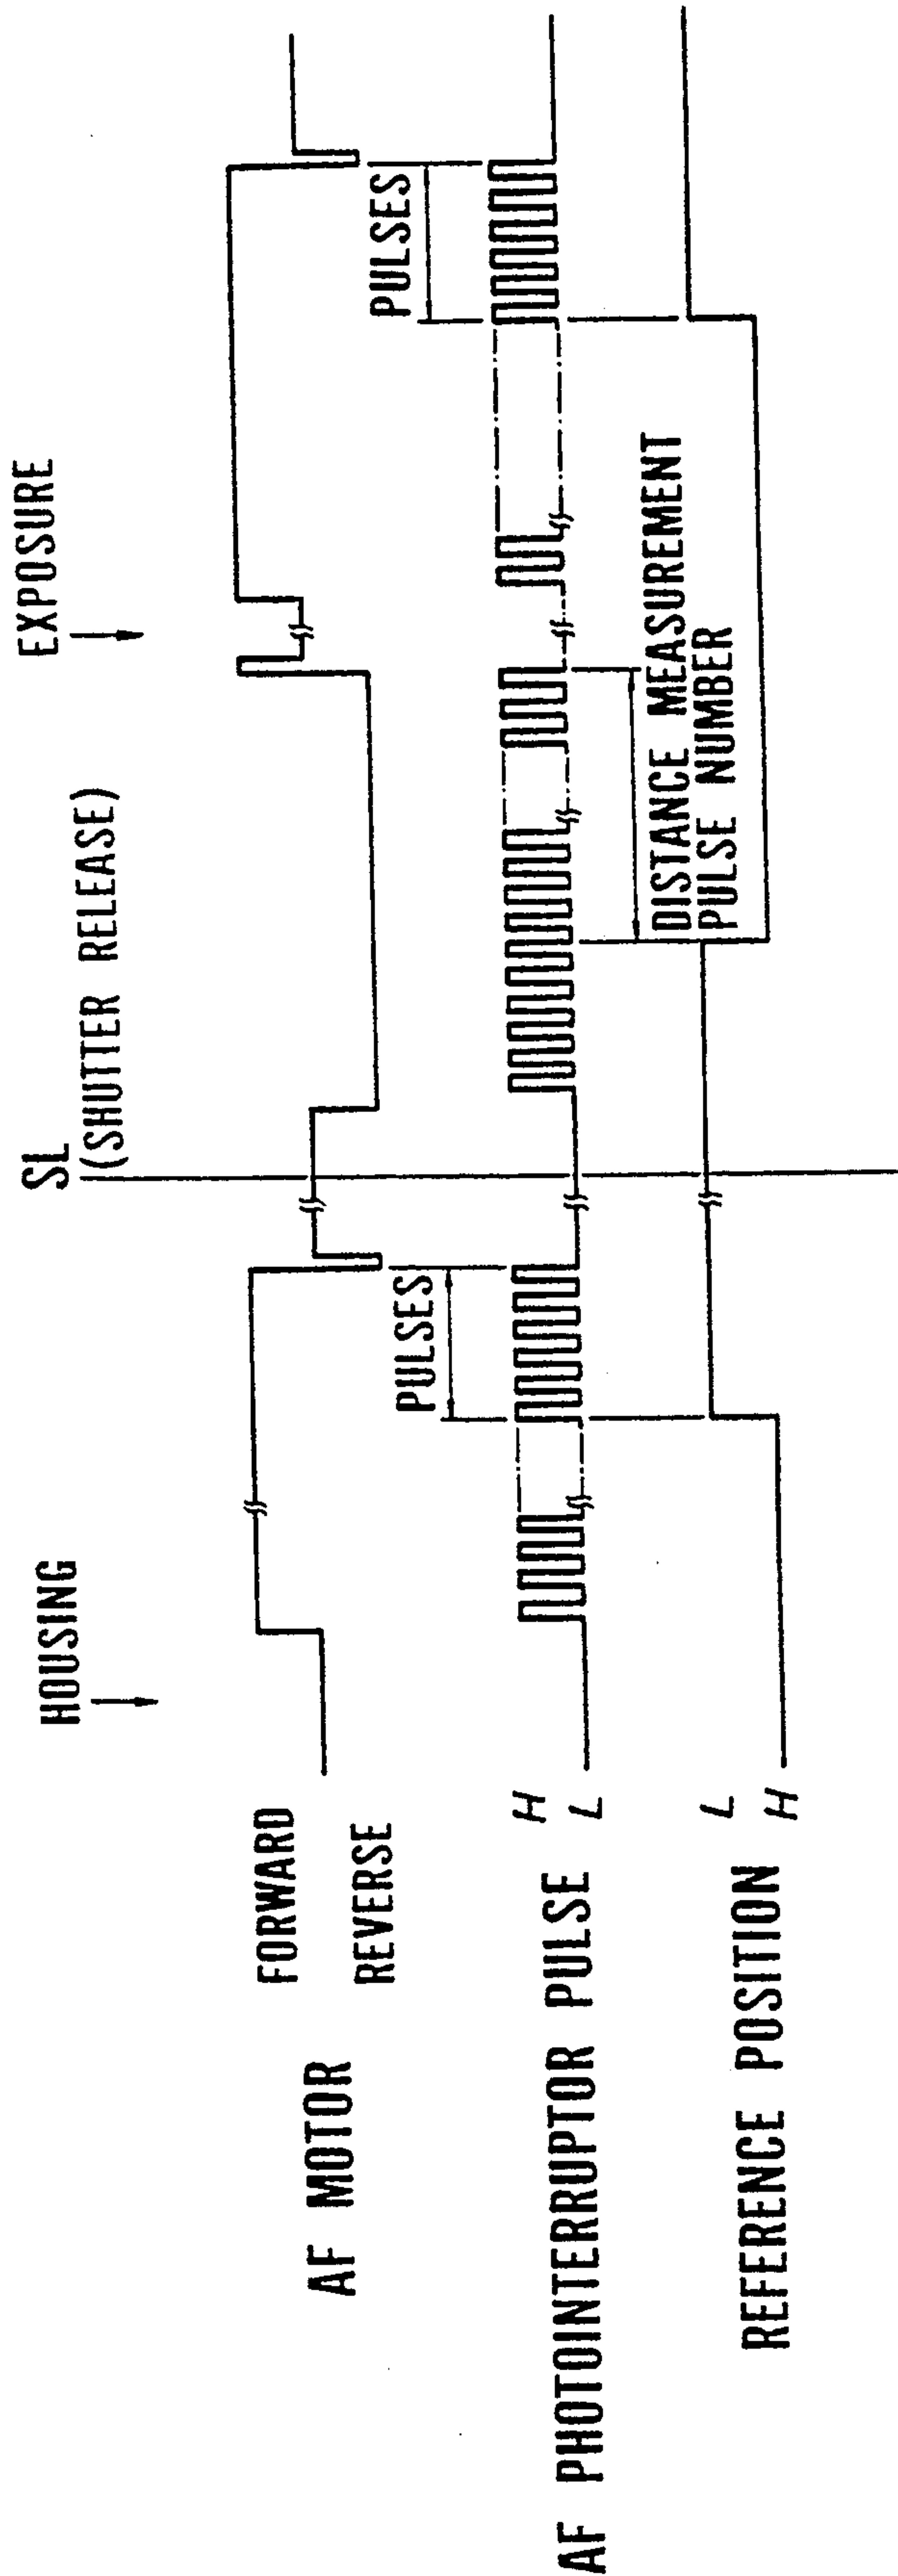 HOUSING
SL
(SHUTTER RELEASE)
EXPOSURE
AF MOTOR
FORWARD
REVERSE
PULSES
PULSES
AF PHOTOINTERRUPTOR PULSE
H
L
DISTANCE MEASUREMENT
PULSE NUMBER
REFERENCE POSITION
L
H